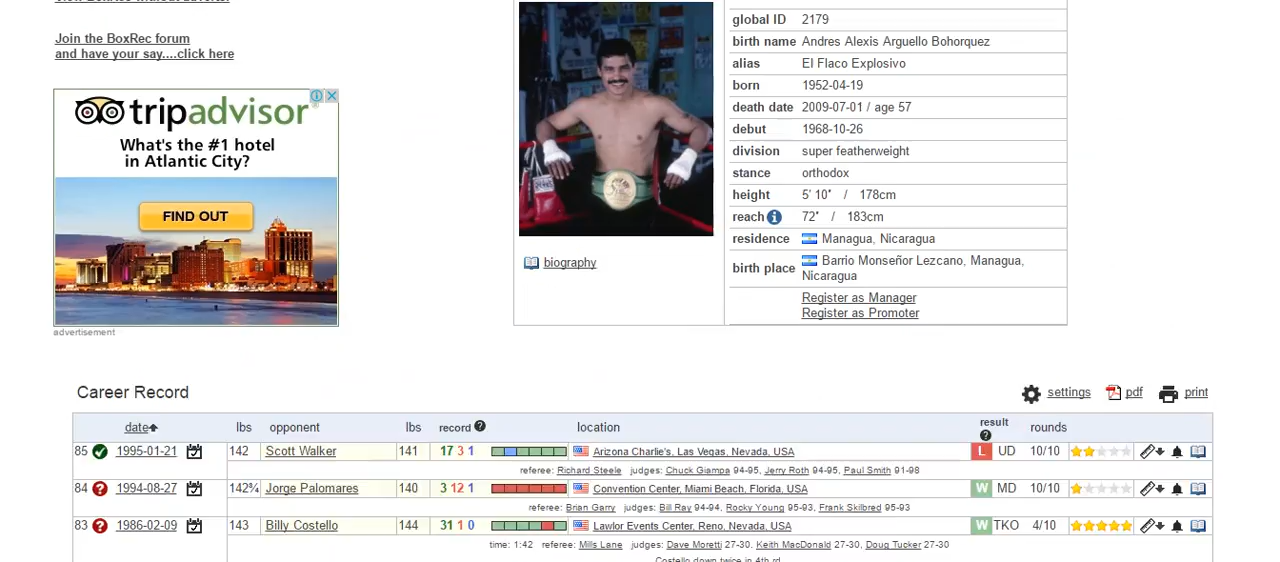 View BoxRec without adverts.
Join the BoxRec forum
and have your say....click here
tripadvisor®
What's the #1 hotel
in Atlantic City?
FIND OUT
advertisement
biography
global ID 2179
birth name Andres Alexis Arguello Bohorquez
alias El Flaco Explosivo
born 1952-04-19
death date 2009-07-01 / age 57
debut 1968-10-26
division super featherweight
stance orthodox
height 5′ 10″ / 178cm
reach 72″ / 183cm
residence Managua, Nicaragua
birth place Barrio Monseñor Lezcano, Managua,
Nicaragua
Register as Manager
Register as Promoter
Career Record
settings pdf print
date lbs opponent lbs record location result rounds
85 1995-01-21 142 Scott Walker 141 17 3 1 Arizona Charlie's, Las Vegas, Nevada, USA L UD 10/10
referee: Richard Steele judges: Chuck Giampa 94-95, Jerry Roth 94-95, Paul Smith 91-98
84 1994-08-27 142¾ Jorge Palomares 140 3 12 1 Convention Center, Miami Beach, Florida, USA W MD 10/10
referee: Brian Garry judges: Bill Ray 94-94, Rocky Young 95-93, Frank Skilbred 95-93
83 1986-02-09 143 Billy Costello 144 31 1 0 Lawlor Events Center, Reno, Nevada, USA W TKO 4/10
time: 1:42 referee: Mills Lane judges: Dave Moretti 27-30, Keith MacDonald 27-30, Doug Tucker 27-30
Costello down twice in 4th rd